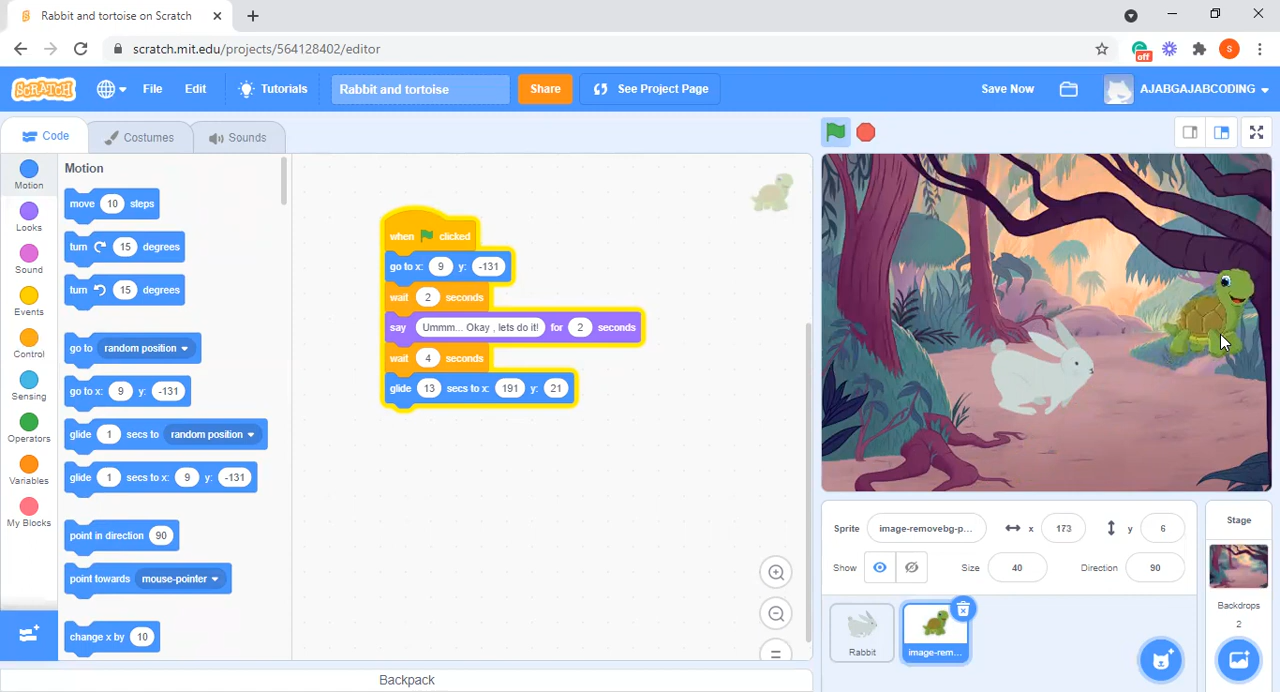 Rabbit and tortoise on Scratch
scratch.mit.edu/projects/564128402/editor
off
S
SCRATCH
File
Edit
Tutorials
Rabbit and tortoise
Share
See Project Page
Save Now
AJABGAJABCODING
Code
Costumes
Sounds
Motion
Looks
Sound
Events
Control
Sensing
Operators
Variables
My Blocks
Motion
move 10 steps
turn 15 degrees
turn 15 degrees
go to random position
go to x: 9 y: -131
glide 1 secs to random position
glide 1 secs to x: 9 y: -131
point in direction 90
point towards mouse-pointer
change x by 10
when clicked
go to x: 9 y: -131
wait 2 seconds
say Ummm... Okay , lets do it! for 2 seconds
wait 4 seconds
glide 13 secs to x: 191 y: 21
Sprite image-removebg-p... x 173 y 6
Show Size 40 Direction 90
Rabbit
image-rem...
Stage
Backdrops
2
Backpack